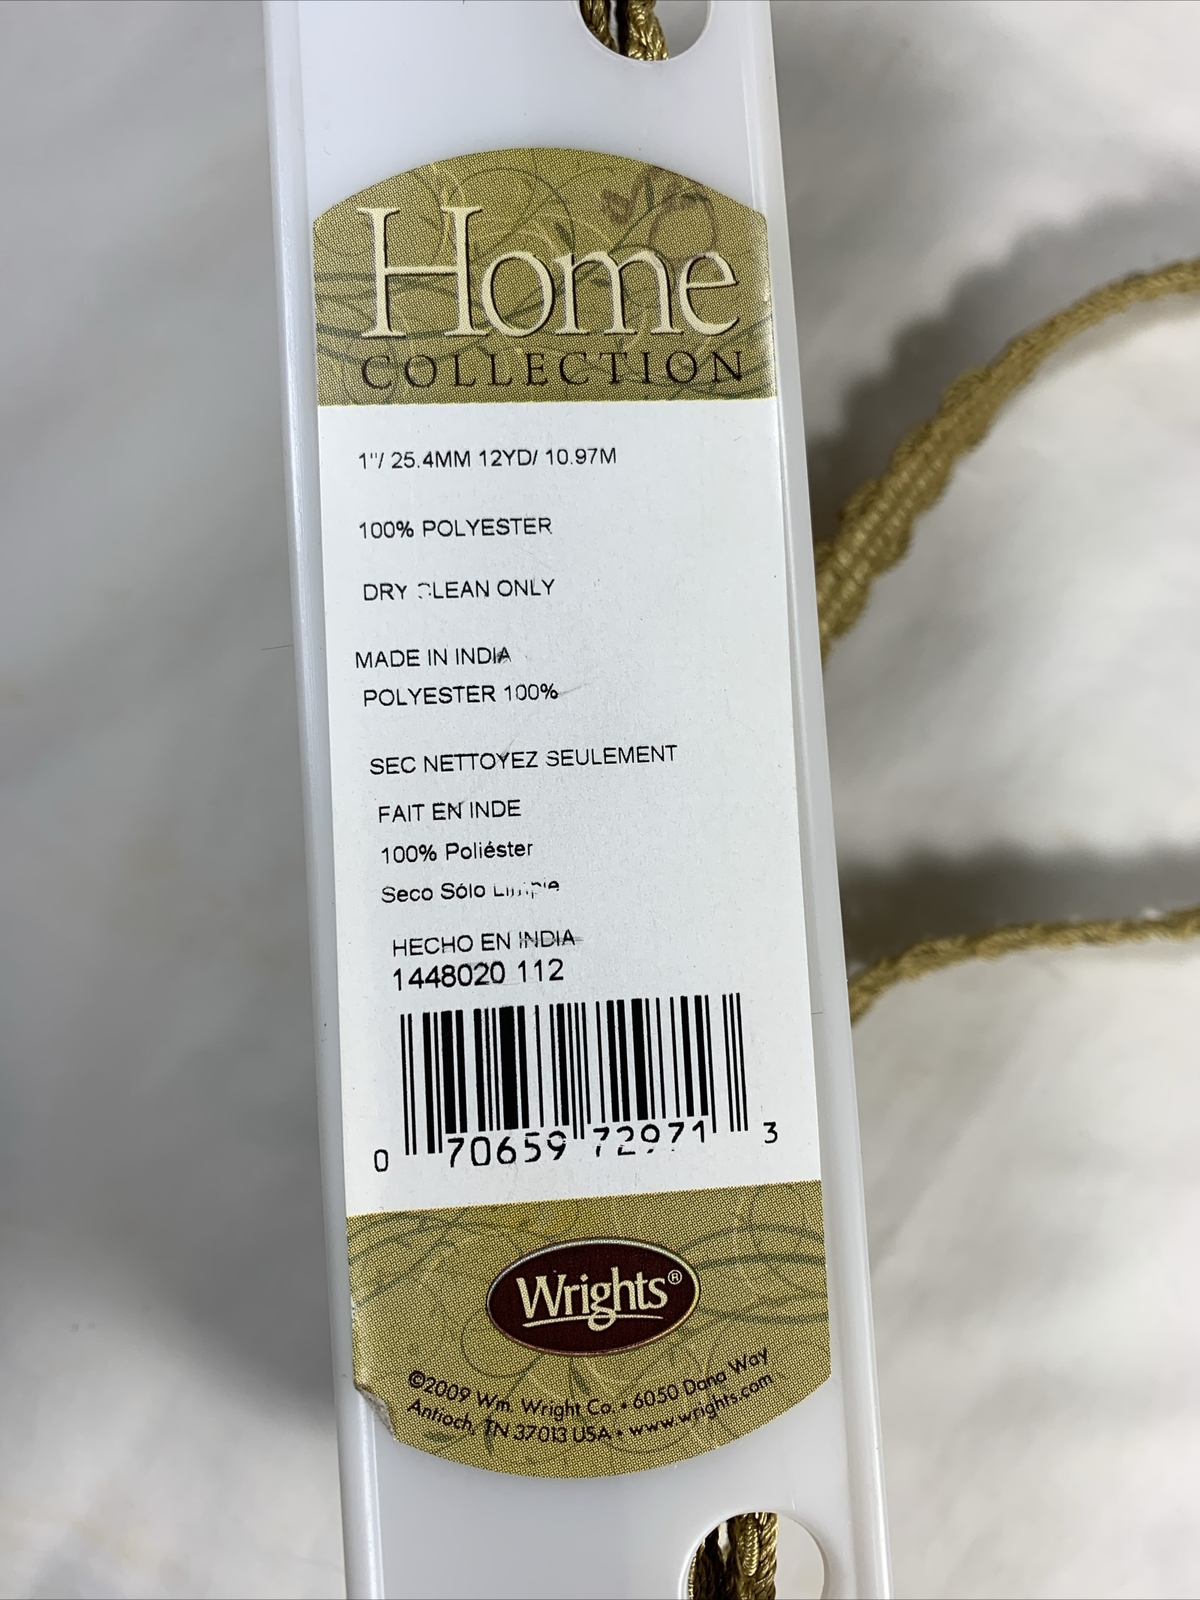 Home
COLLECTION
1"/ 25.4MM 12YD/ 10.97M
100% POLYESTER
DRY CLEAN ONLY
MADE IN INDIA
POLYESTER 100%
SEC NETTOYEZ SEULEMENT
FAIT EN INDE
100% Poliéster
Seco Sólo Limpie
HECHO EN INDIA
1448020 112
0 70659 72971 3
Wrights®
©2009 Wm. Wright Co. • 6050 Dana Way
Antioch, TN 37013 USA • www.wrights.com